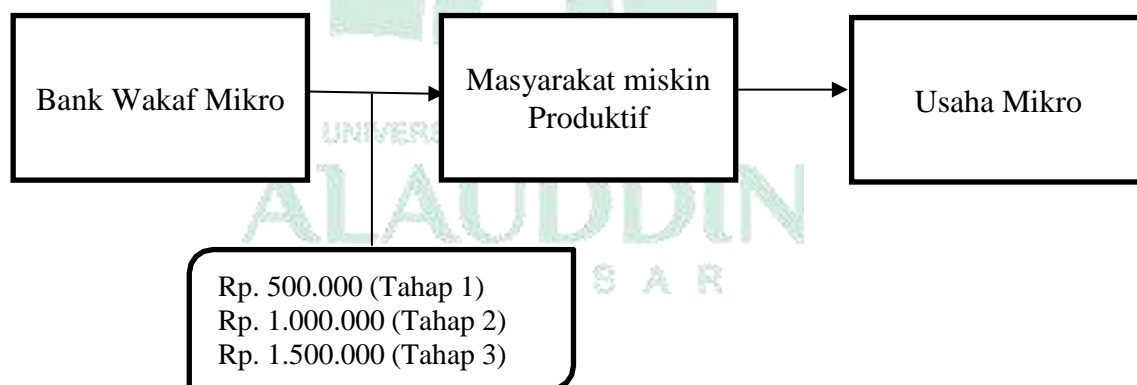 Bank Wakaf Mikro
Masyarakat miskin
Produktif
Usaha Mikro
UNIVERS
ALAUDDIN
S A R
Rp. 500.000 (Tahap 1)
Rp. 1.000.000 (Tahap 2)
Rp. 1.500.000 (Tahap 3)